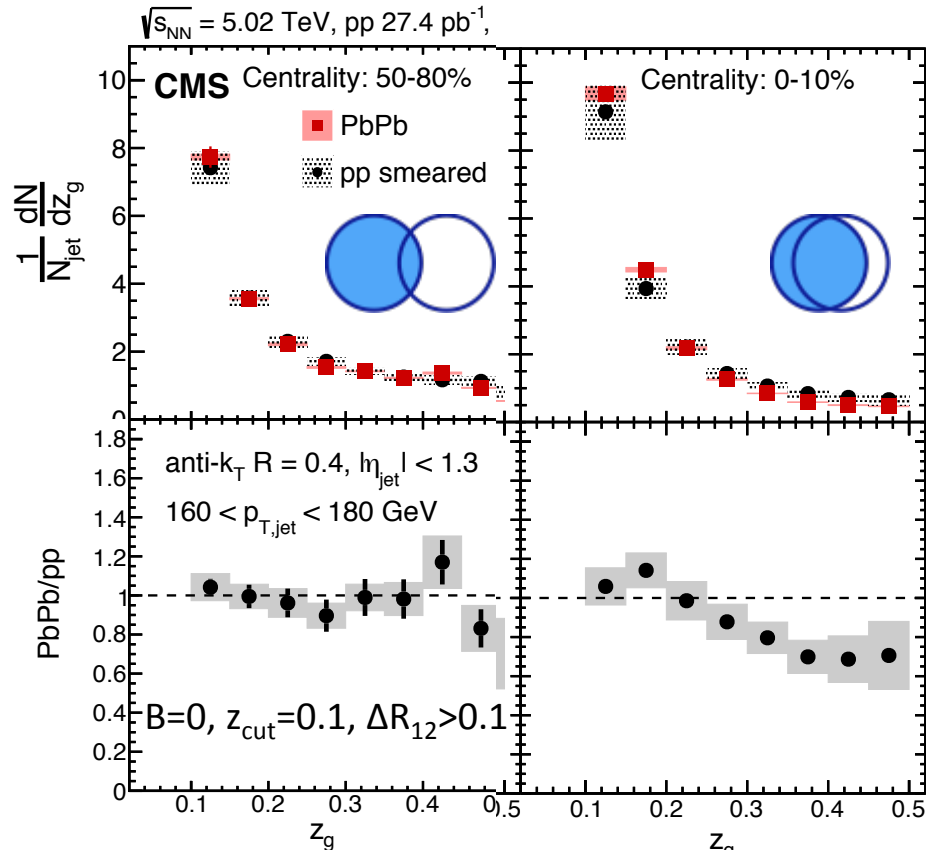 √s_NN = 5.02 TeV, pp 27.4 pb⁻¹,
CMS Centrality: 50-80%
Centrality: 0-10%
PbPb
pp smeared
1/N_jet dN/dz_g
10
8
6
4
2
0
anti-k_T R = 0.4, |η_jet| < 1.3
160 < p_T,jet < 180 GeV
PbPb/pp
1.8
1.6
1.4
1.2
1
0.8
0.6
0.4
0.2
0
B=0, z_cut=0.1, ΔR_12>0.1
0.1 0.2 0.3 0.4 0.5
0.1 0.2 0.3 0.4 0.5
z_g
z_g